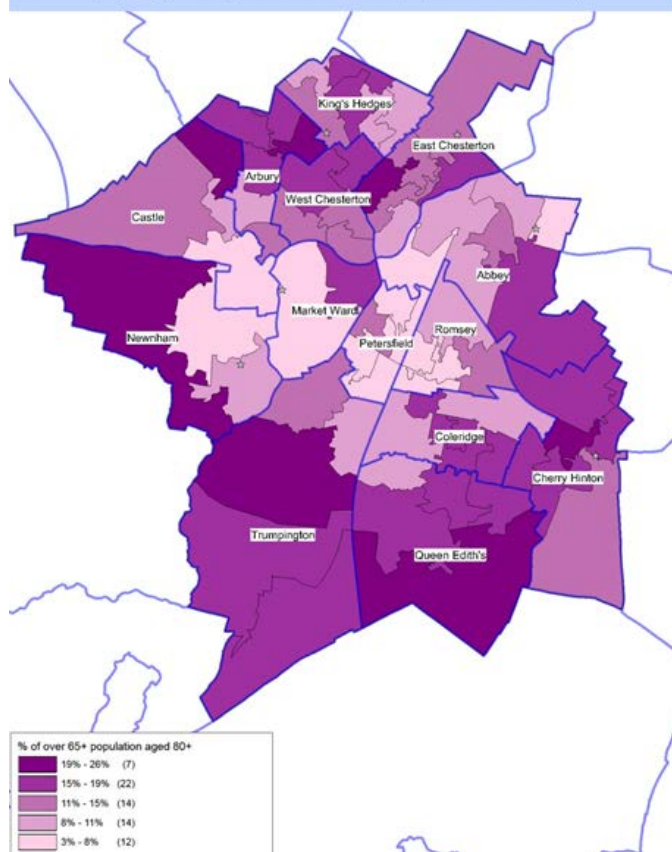 King's Hedges
East Chesterton
Arbury
West Chesterton
Castle
Abbey
Market Ward
Newnham
Petersfield
Romsey
Coleridge
Cherry Hinton
Trumpington
Queen Edith's
% of over 65+ population aged 80+
19% - 26% (7)
15% - 19% (22)
11% - 15% (14)
8% - 11% (14)
3% - 8% (12)